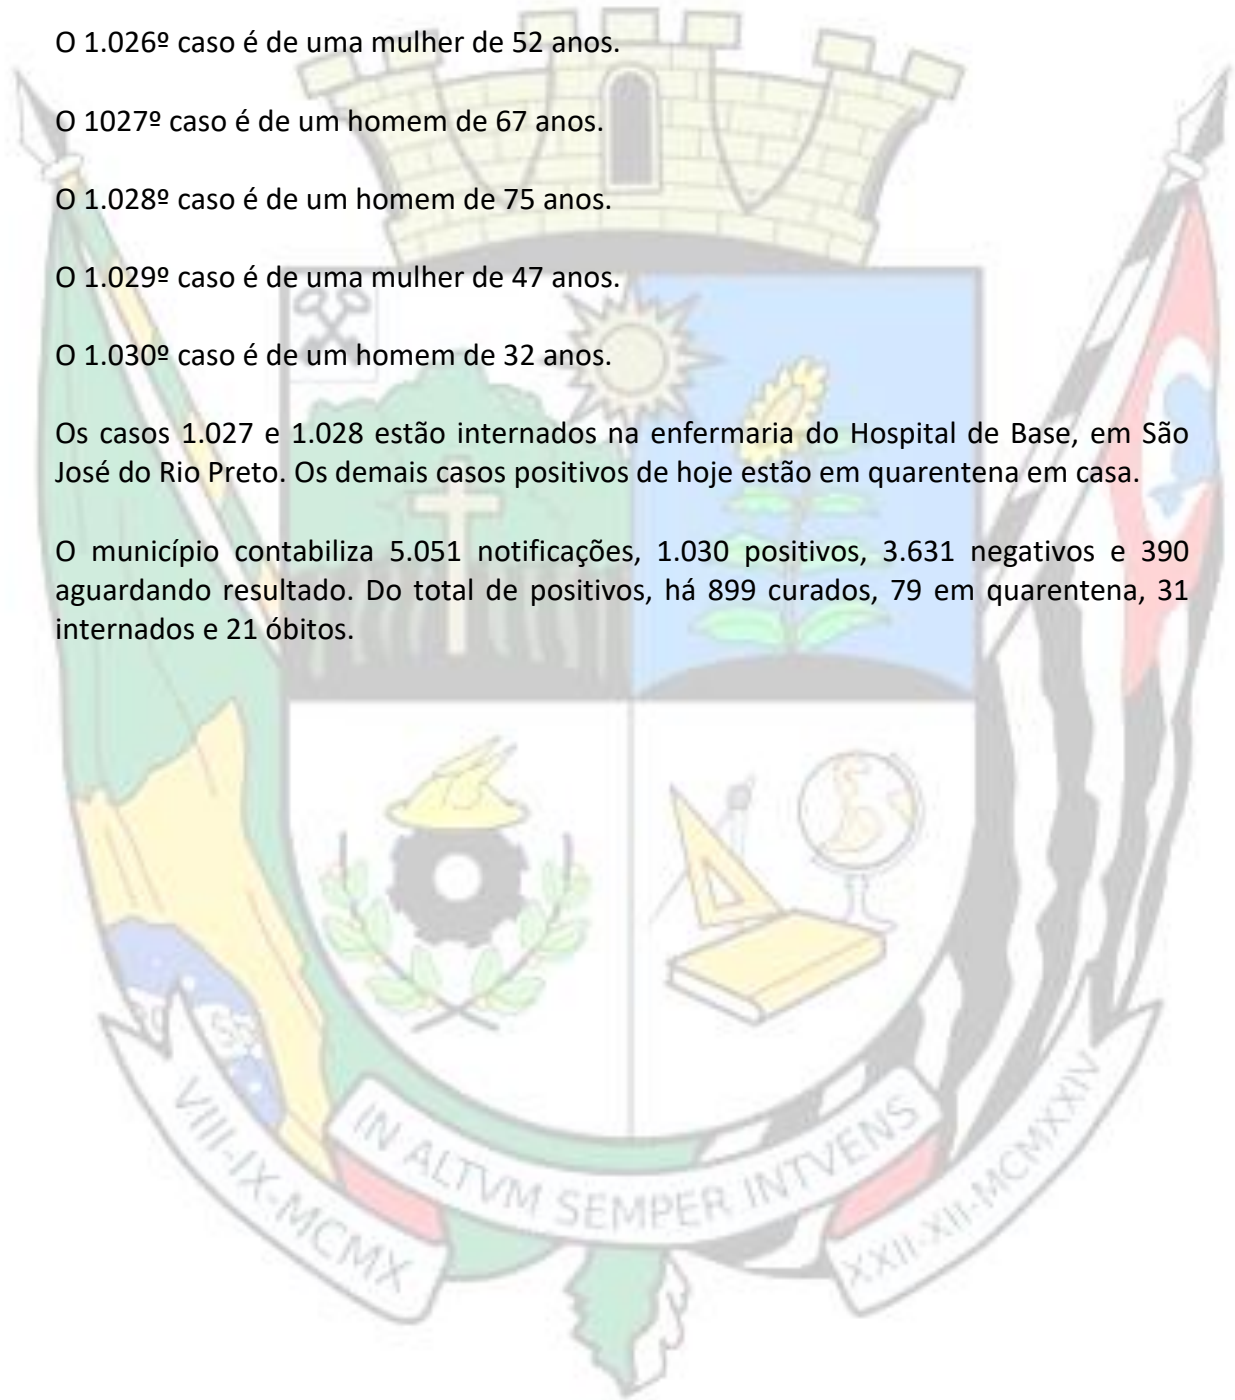 O 1.026º caso é de uma mulher de 52 anos.
O 1027º caso é de um homem de 67 anos.
O 1.028º caso é de um homem de 75 anos.
O 1.029º caso é de uma mulher de 47 anos.
O 1.030º caso é de um homem de 32 anos.
Os casos 1.027 e 1.028 estão internados na enfermaria do Hospital de Base, em São
José do Rio Preto. Os demais casos positivos de hoje estão em quarentena em casa.
O município contabiliza 5.051 notificações, 1.030 positivos, 3.631 negativos e 390
aguardando resultado. Do total de positivos, há 899 curados, 79 em quarentena, 31
internados e 21 óbitos.
VIII-IX-MCMX
IN ALTVM SEMPER INTVENS
XXII-XII-MCMXXIV